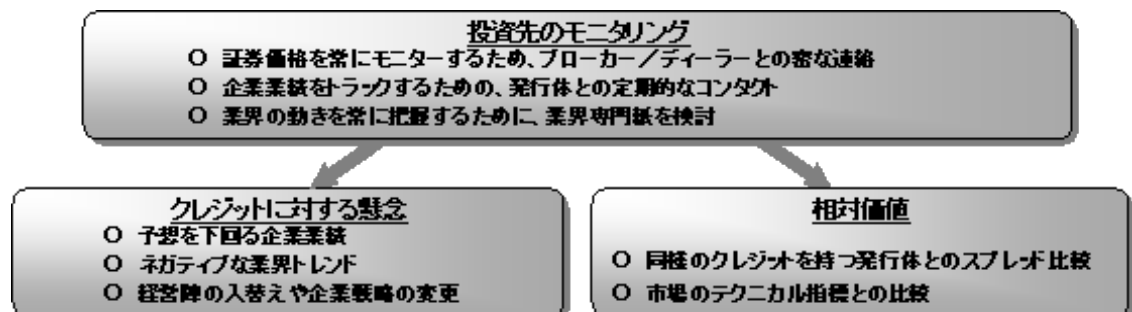 投資先のモニタリング
○ 証券価格を常にモニターするため、ブローカー／ディーラーとの密な連絡
○ 企業業績をトラックするための、発行体との定期的なコンタクト
○ 業界の動きを常に把握するために、業界専門紙を検討
クレジットに対する懸念
○ 予想を下回る企業業績
○ ネガティブな業界トレンド
○ 経営陣の入替えや企業戦略の変更
相対価値
○ 同様のクレジットを持つ発行体とのスプレッド比較
○ 市場のテクニカル指標との比較